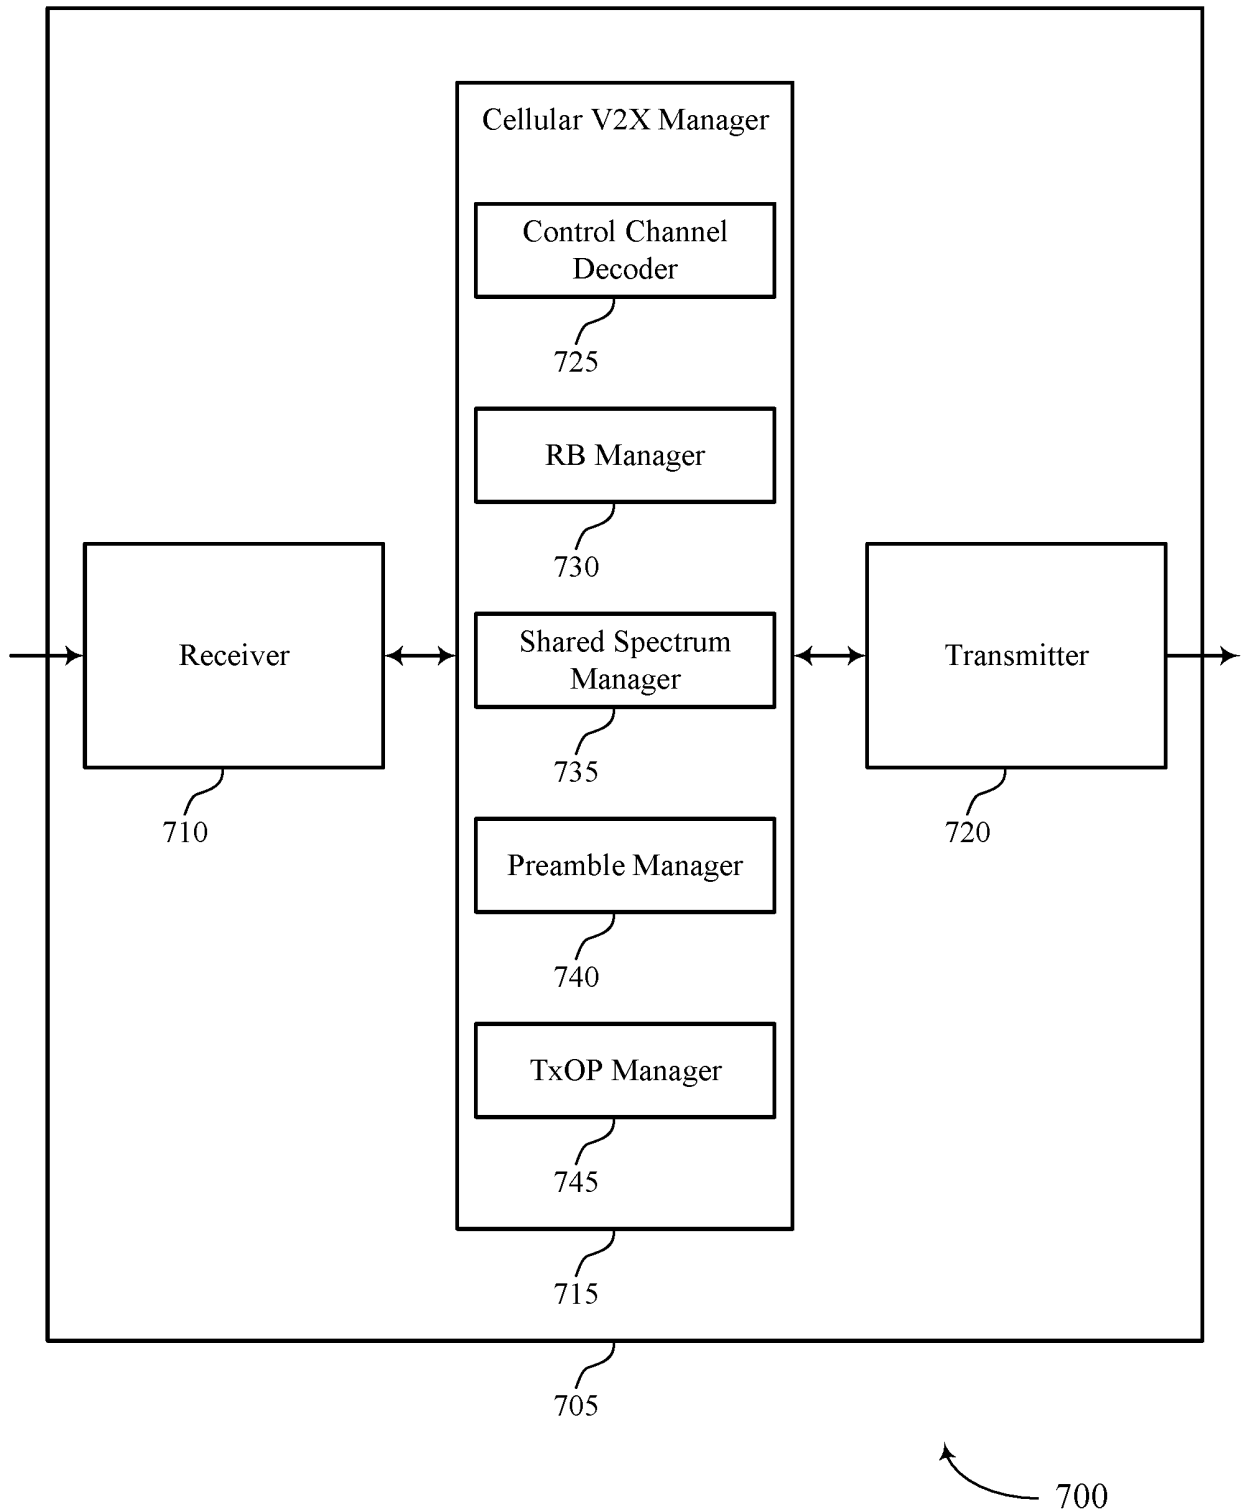 Cellular V2X Manager
Control Channel
Decoder
725
RB Manager
730
Receiver
710
Shared Spectrum
Manager
735
Transmitter
720
Preamble Manager
740
TxOP Manager
745
715
705
700